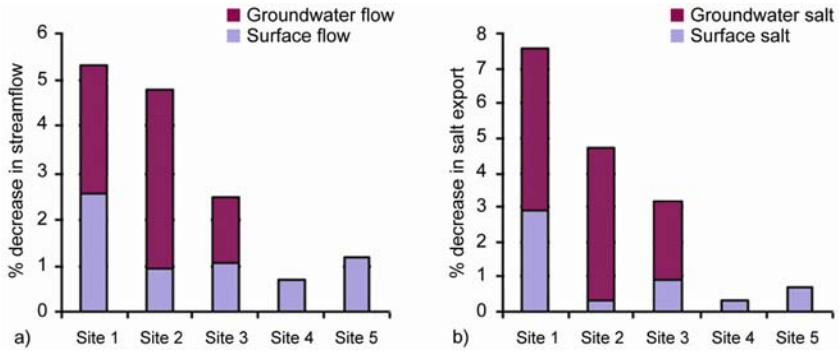 Groundwater flow
Surface flow
% decrease in streamflow
6
5
4
3
2
1
0
Site 1 Site 2 Site 3 Site 4 Site 5
a)
Groundwater salt
Surface salt
% decrease in salt export
8
7
6
5
4
3
2
1
0
Site 1 Site 2 Site 3 Site 4 Site 5
b)